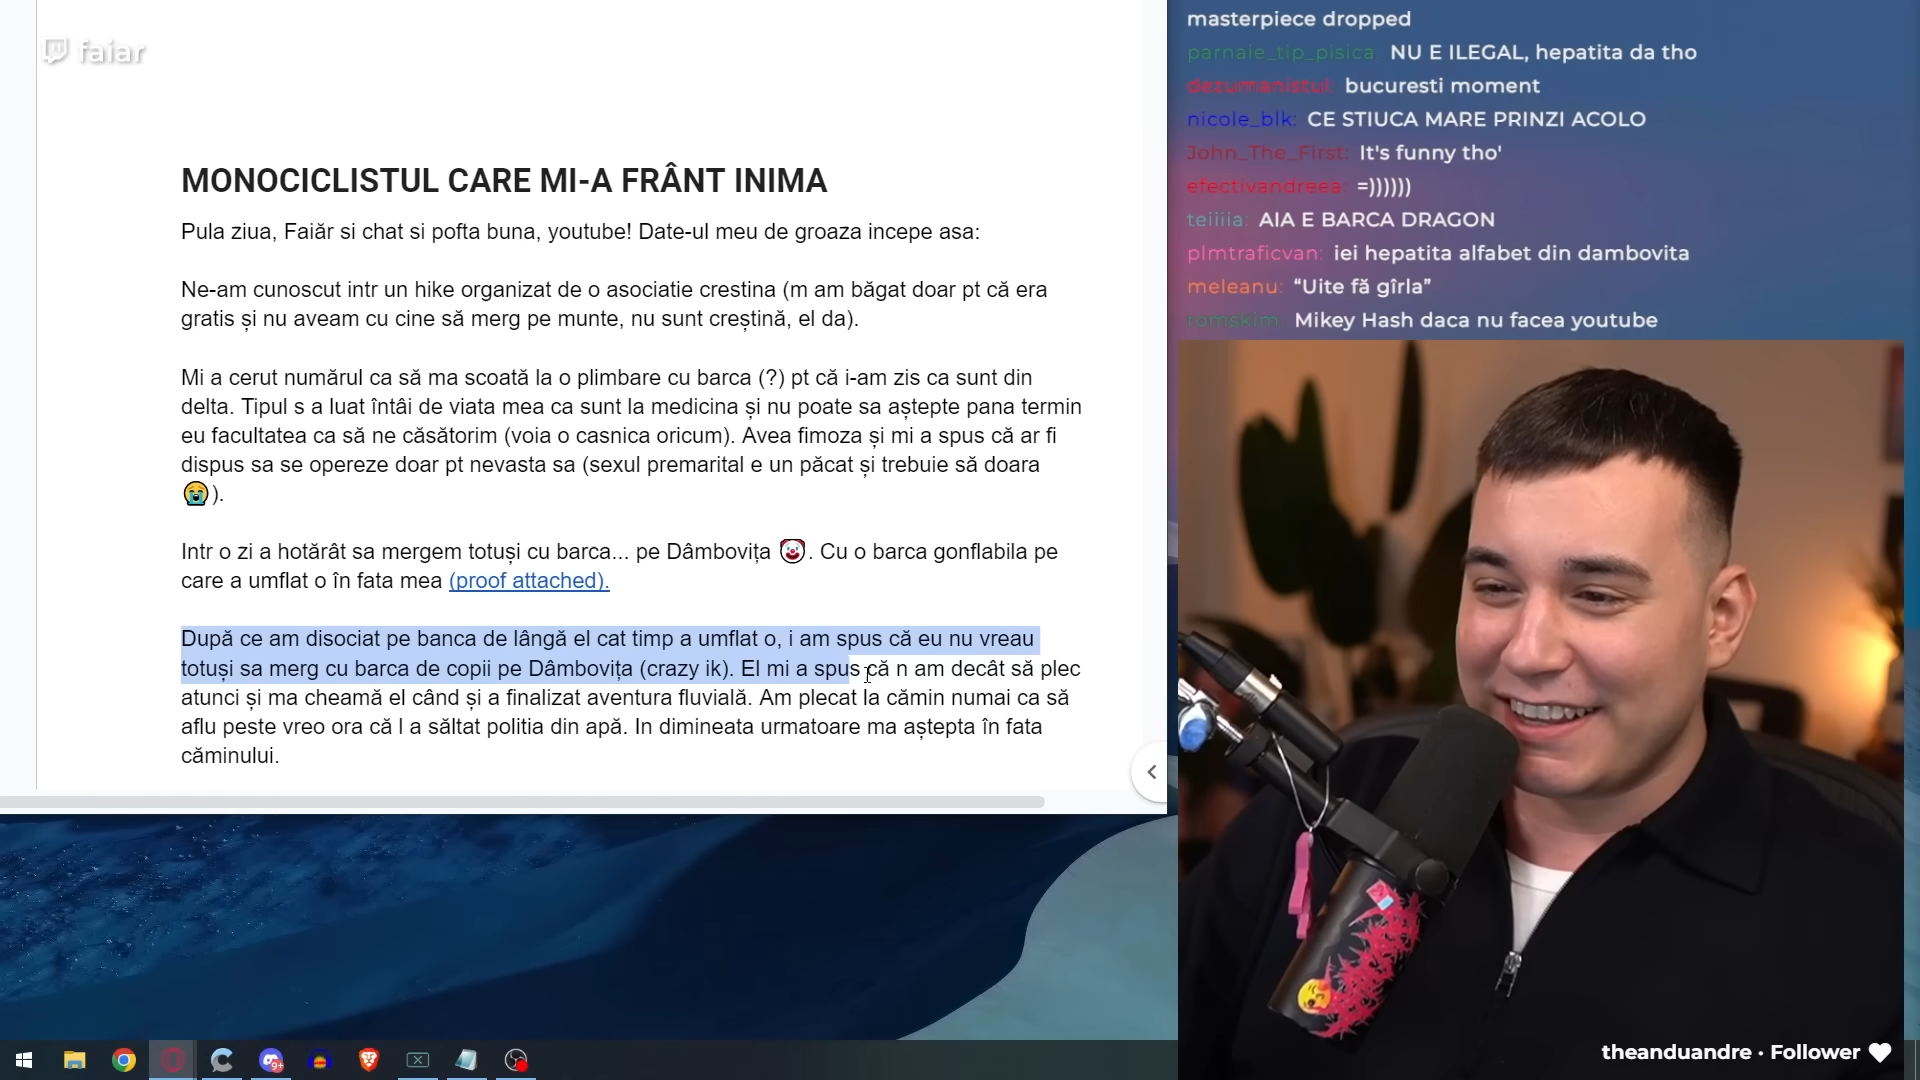 faiar
MONOCICLISTUL CARE MI-A FRÂNT INIMA
Pula ziua, Faiăr si chat si pofta buna, youtube! Date-ul meu de groaza incepe asa:
Ne-am cunoscut intr un hike organizat de o asociatie crestina (m am băgat doar pt că era
gratis și nu aveam cu cine să merg pe munte, nu sunt creștină, el da).
Mi a cerut numărul ca să ma scoată la o plimbare cu barca (?) pt că i-am zis ca sunt din
delta. Tipul s a luat întâi de viata mea ca sunt la medicina și nu poate sa aștepte pana termin
eu facultatea ca să ne căsătorim (voia o casnica oricum). Avea fimoza și mi a spus că ar fi
dispus sa se opereze doar pt nevasta sa (sexul premarital e un păcat și trebuie să doara
😭).
Intr o zi a hotărât sa mergem totuși cu barca... pe Dâmbovița 🤡. Cu o barca gonflabila pe
care a umflat o în fata mea (proof attached).
După ce am disociat pe banca de lângă el cat timp a umflat o, i am spus că eu nu vreau
totuși sa merg cu barca de copii pe Dâmbovița (crazy ik). El mi a spus că n am decât să plec
atunci și ma cheamă el când și a finalizat aventura fluvială. Am plecat la cămin numai ca să
aflu peste vreo ora că l a săltat politia din apă. In dimineata urmatoare ma aștepta în fata
căminului.
masterpiece dropped
parnaie_tip_pisica NU E ILEGAL, hepatita da tho
dezumanistul: bucuresti moment
nicole_blk: CE STIUCA MARE PRINZI ACOLO
John_The_First: It's funny tho'
efectivandreea: =))))))
teiiiia: AIA E BARCA DRAGON
plmtraficvan: iei hepatita alfabet din dambovita
meleanu: “Uite fă gîrla”
romskim Mikey Hash daca nu facea youtube
9+
theanduandre · Follower